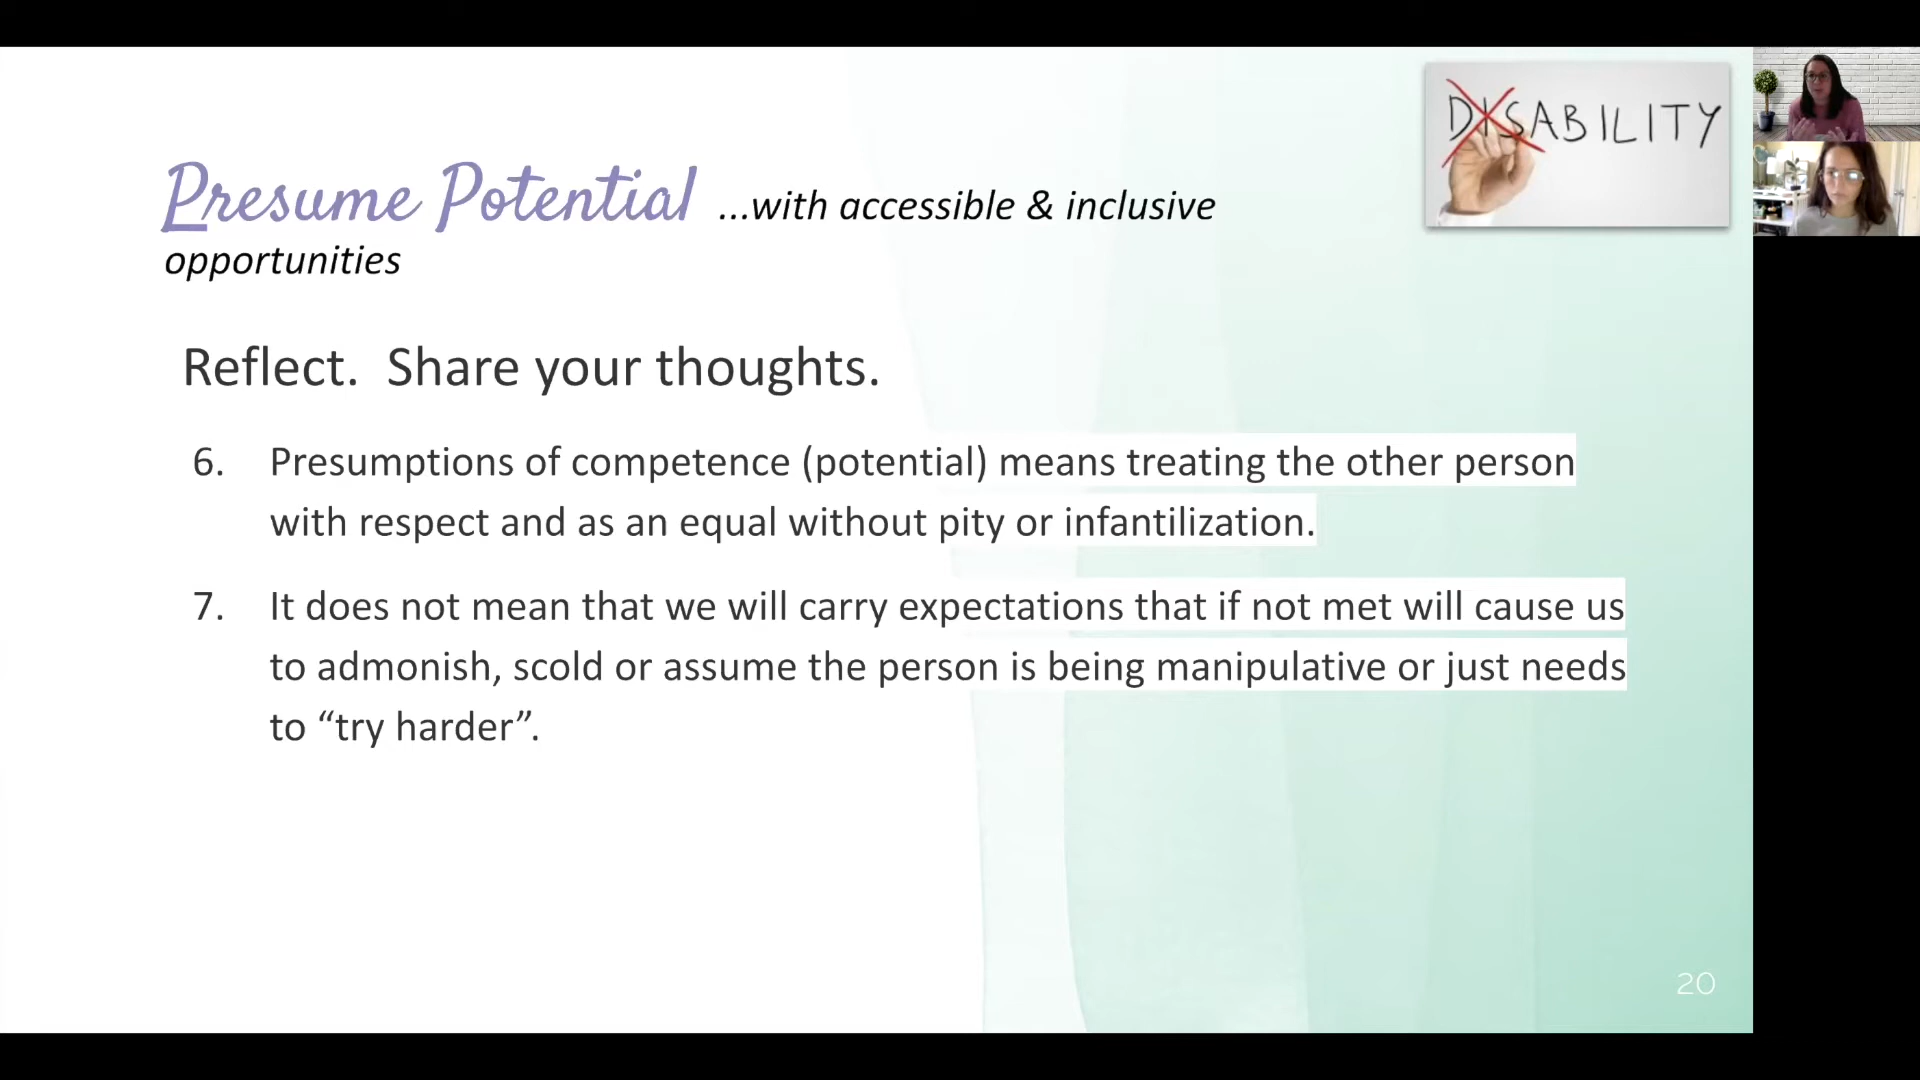 DISABILITY
Presume Potential ...with accessible & inclusive
opportunities
Reflect.  Share your thoughts.
6. Presumptions of competence (potential) means treating the other person
with respect and as an equal without pity or infantilization.
7. It does not mean that we will carry expectations that if not met will cause us
to admonish, scold or assume the person is being manipulative or just needs
to “try harder”.
20